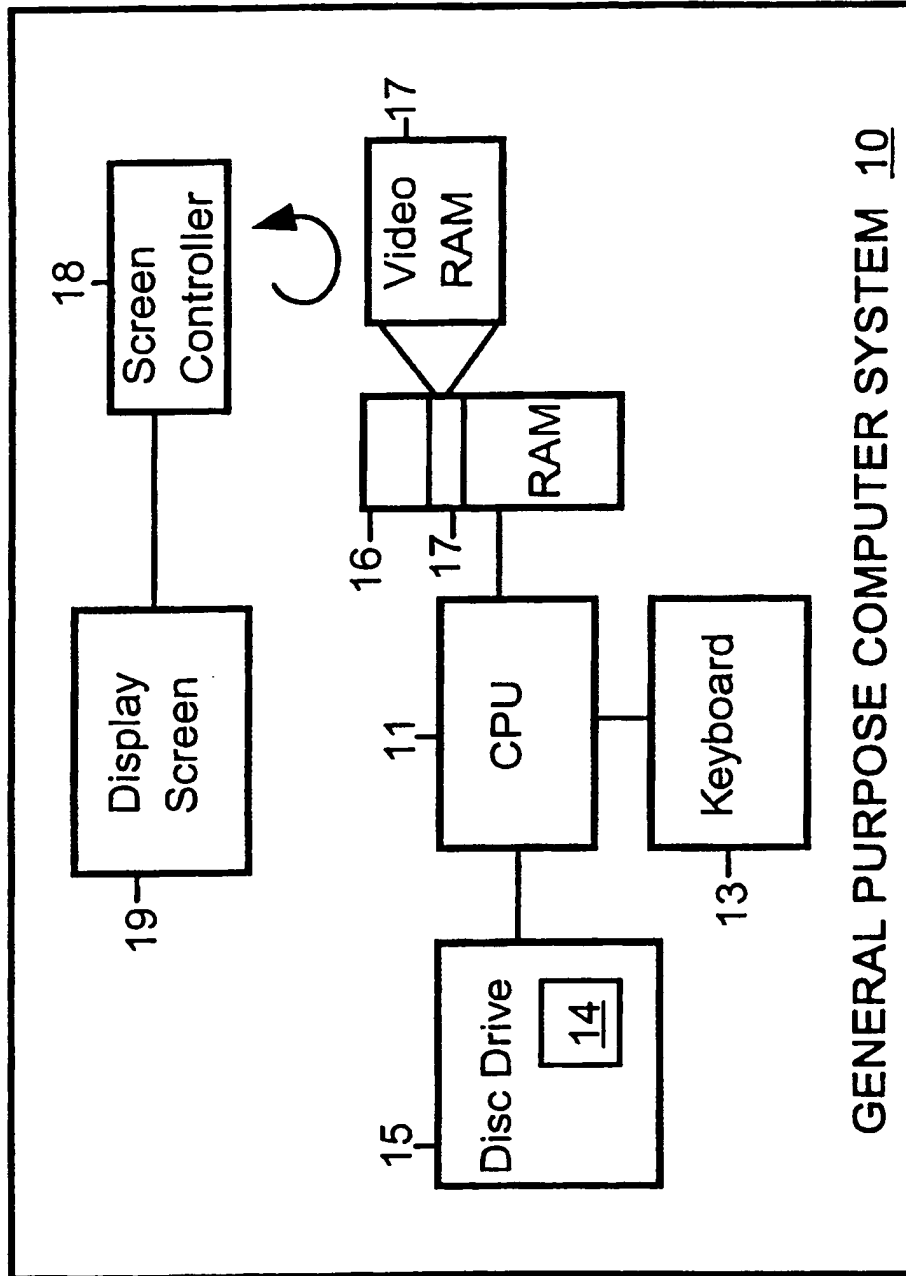 18
Display
Screen
Screen
Controller
19
17
16
Video
RAM
17
11
RAM
15
CPU
Disc Drive
14
Keyboard
13
GENERAL PURPOSE COMPUTER SYSTEM 10